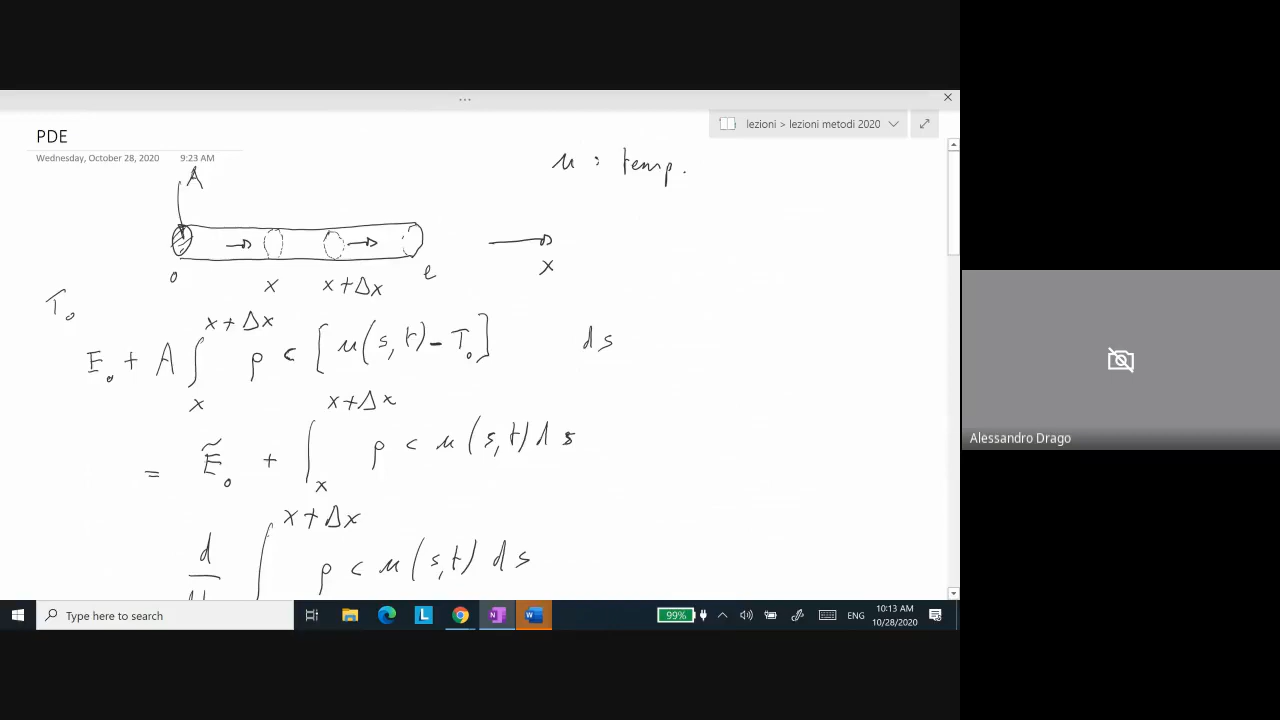 ...
lezioni > lezioni metodi 2020
PDE
Wednesday, October 28, 2020 9:23 AM
u : temp.
A
0 x x+Δx l x
T₀
x+Δx
E₀ + A ∫ ρ c [ u(s,t) - T₀ ] ds
x
x+Δx
= Ẽ₀ + ∫ ρ c u(s,t) ds
x
x+Δx
d ∫ ρ c u(s,t) ds
Type here to search
L
N
W
99%
ENG
10:13 AM
10/28/2020
Alessandro Drago